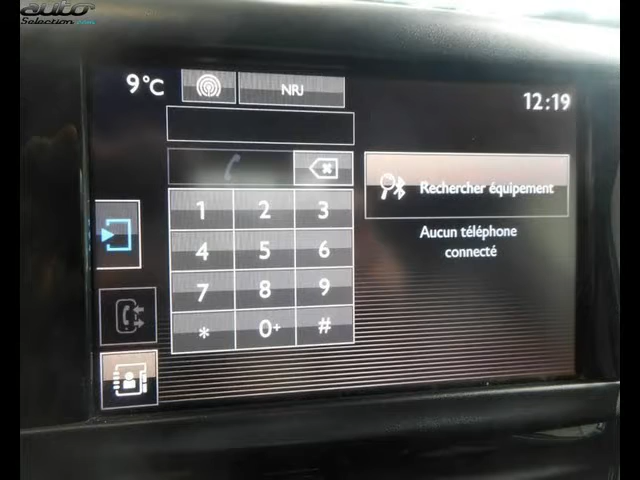 auto
Selection.com
9°C
NRJ
12:19
Rechercher équipement
1 2 3
Aucun téléphone
connecté
4 5 6
7 8 9
* 0+ #